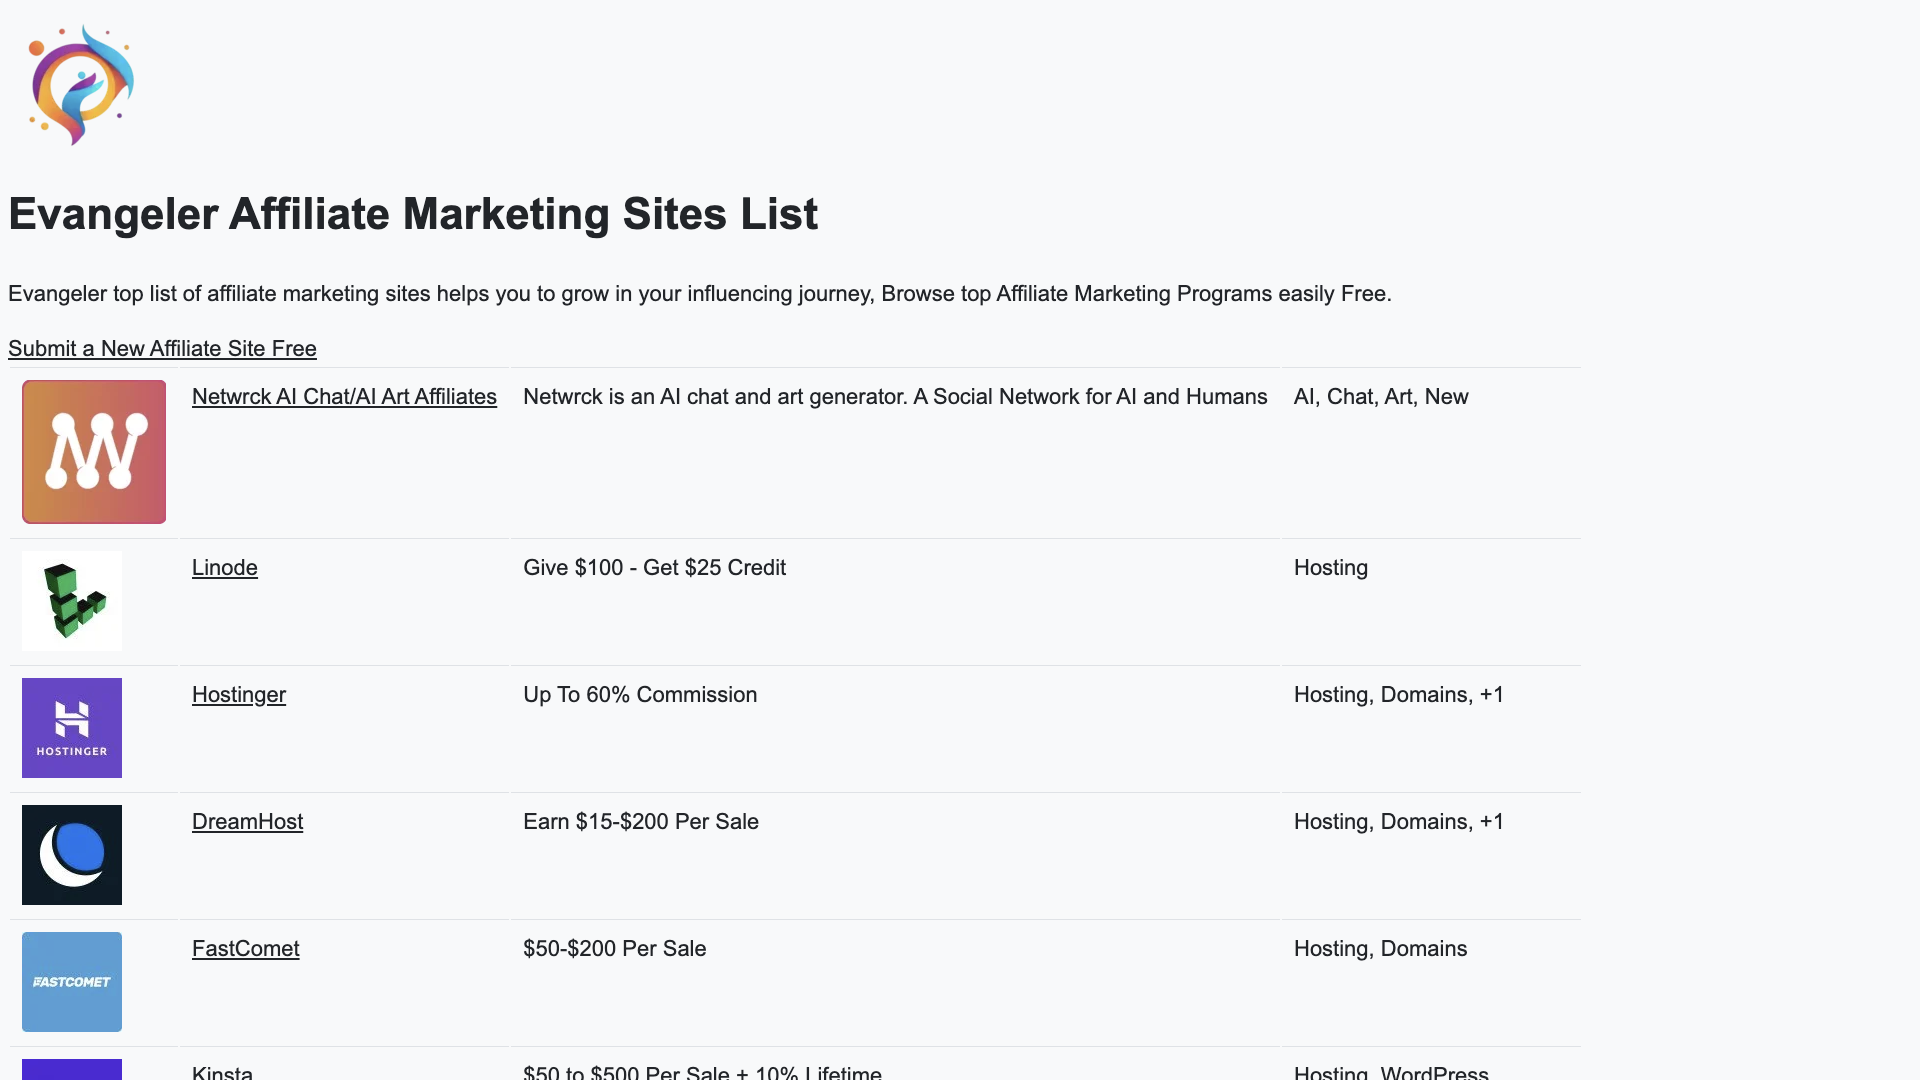 Evangeler Affiliate Marketing Sites List
Evangeler top list of affiliate marketing sites helps you to grow in your influencing journey, Browse top Affiliate Marketing Programs easily Free.
Submit a New Affiliate Site Free
Netwrck AI Chat/AI Art Affiliates
Netwrck is an AI chat and art generator. A Social Network for AI and Humans
AI, Chat, Art, New
Linode
Give $100 - Get $25 Credit
Hosting
HOSTINGER
Hostinger
Up To 60% Commission
Hosting, Domains, +1
DreamHost
Earn $15-$200 Per Sale
Hosting, Domains, +1
FASTCOMET
FastComet
$50-$200 Per Sale
Hosting, Domains
Kinsta
$50 to $500 Per Sale + 10% Lifetime
Hosting, WordPress